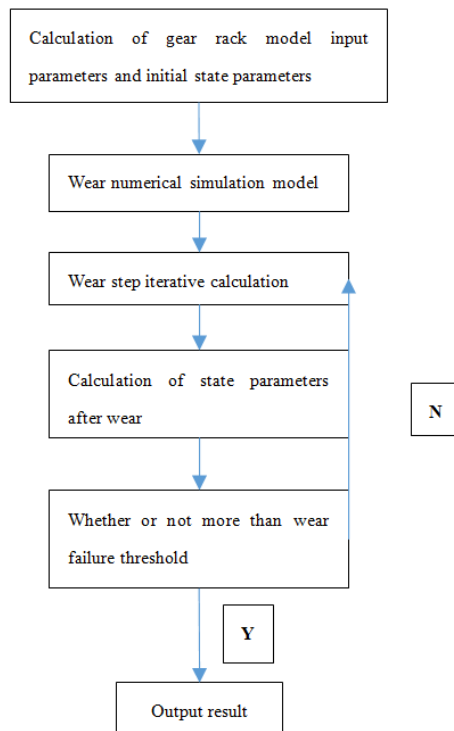 Calculation of gear rack model input
parameters and initial state parameters
Wear numerical simulation model
Wear step iterative calculation
Calculation of state parameters
after wear
N
Whether or not more than wear
failure threshold
Y
Output result